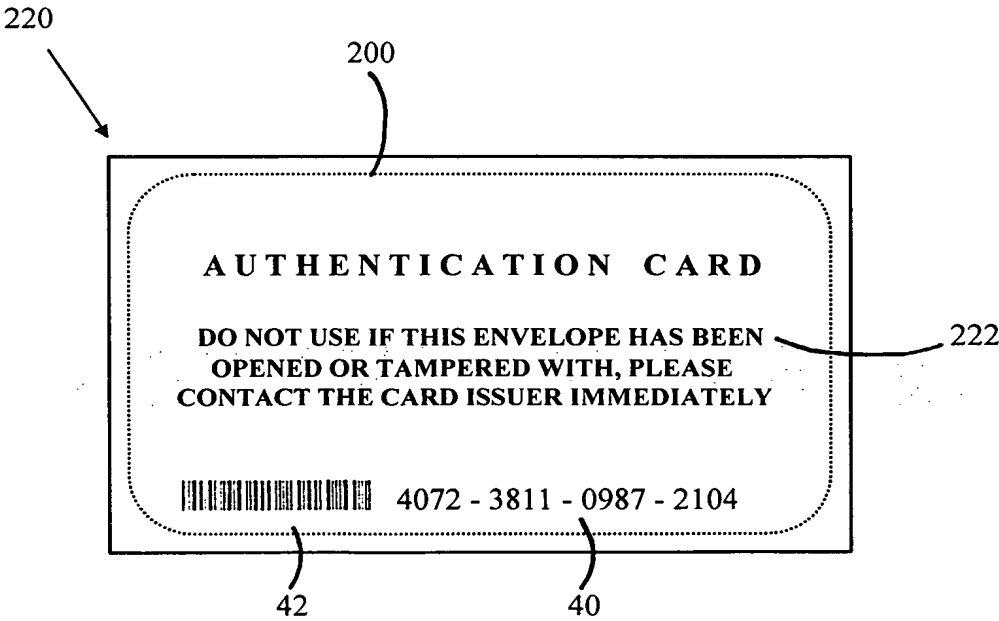 220
200
AUTHENTICATION CARD
DO NOT USE IF THIS ENVELOPE HAS BEEN
222
OPENED OR TAMPERED WITH, PLEASE
CONTACT THE CARD ISSUER IMMEDIATELY
4072 - 3811 - 0987 - 2104
42
40